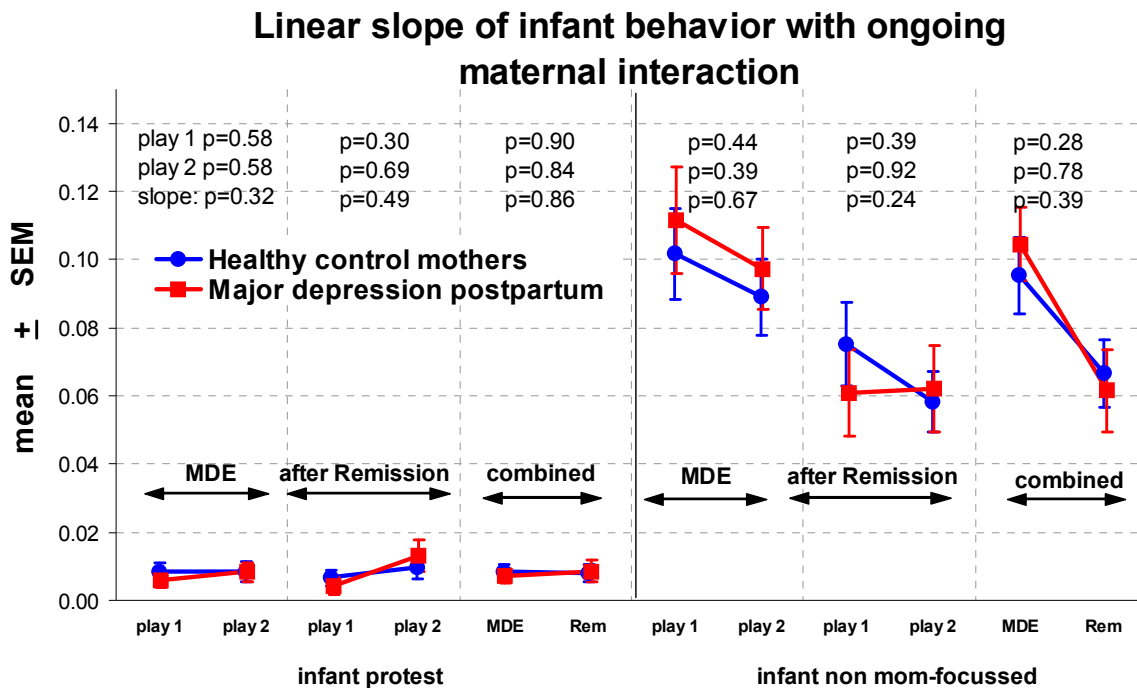 Linear slope of infant behavior with ongoing
maternal interaction
mean ± SEM
0.14
0.12
0.10
0.08
0.06
0.04
0.02
0.00
play 1 p=0.58
play 2 p=0.58
slope: p=0.32
p=0.30
p=0.69
p=0.49
p=0.90
p=0.84
p=0.86
p=0.44
p=0.39
p=0.67
p=0.39
p=0.92
p=0.24
p=0.28
p=0.78
p=0.39
Healthy control mothers
Major depression postpartum
MDE
after Remission
combined
MDE
after Remission
combined
play 1 play 2 play 1 play 2 MDE Rem play 1 play 2 play 1 play 2 MDE Rem
infant protest
infant non mom-focussed